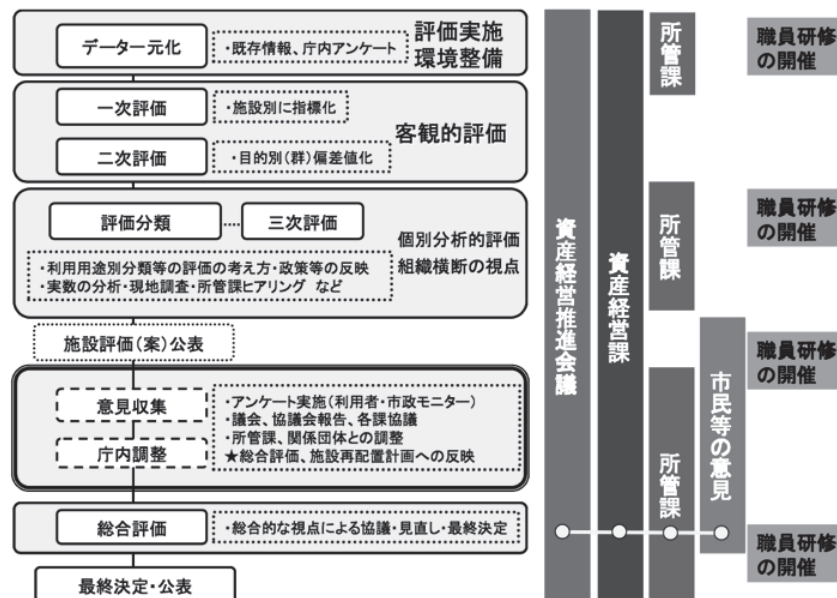 データ一元化
・既存情報、庁内アンケート
評価実施
環境整備
一次評価
・施設別に指標化
客観的評価
二次評価
・目的別(群)偏差値化
評価分類
三次評価
個別分析的評価
組織横断の視点
・利用用途別分類等の評価の考え方・政策等の反映
・実数の分析・現地調査・所管課ヒアリング など
施設評価(案)公表
意見収集
庁内調整
・アンケート実施(利用者・市政モニター)
・議会、協議会報告、各課協議
・所管課、関係団体との調整
★総合評価、施設再配置計画への反映
総合評価
・総合的な視点による協議・見直し・最終決定
最終決定・公表
資産経営推進会議
資産経営課
所管課
所管課
所管課
市民等の意見
職員研修
の開催
職員研修
の開催
職員研修
の開催
職員研修
の開催